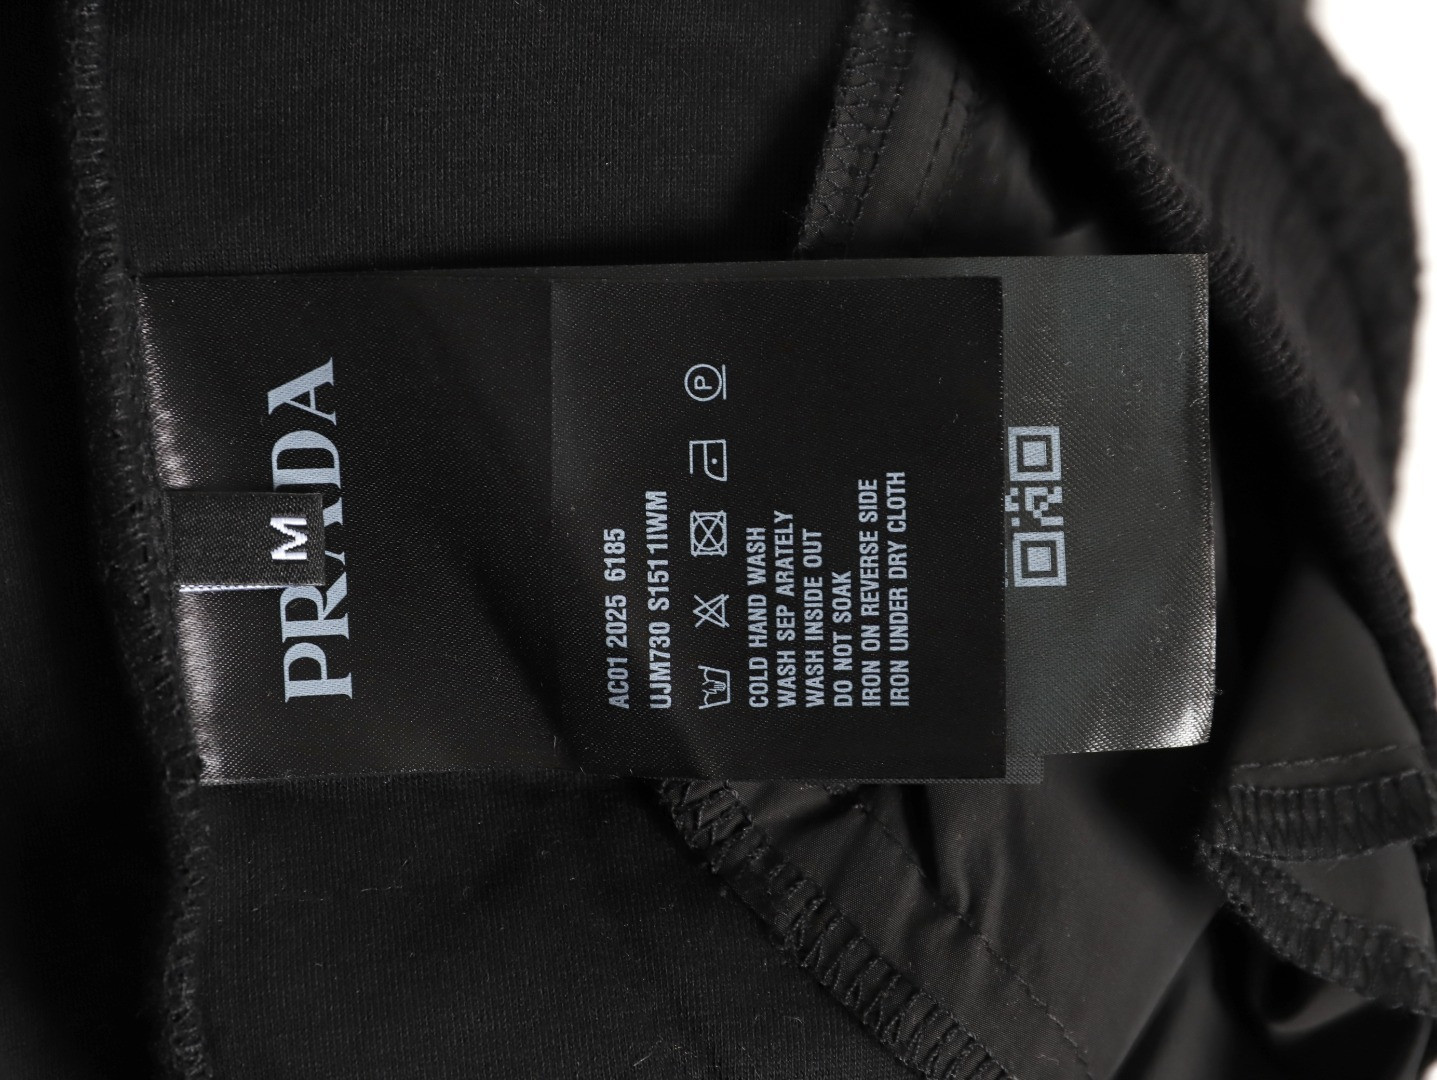 PRADA
M
AC01 2025 6185
UJM730 S1511IWM
P
COLD HAND WASH
WASH SEP ARATELY
WASH INSIDE OUT
DO NOT SOAK
IRON ON REVERSE SIDE
IRON UNDER DRY CLOTH